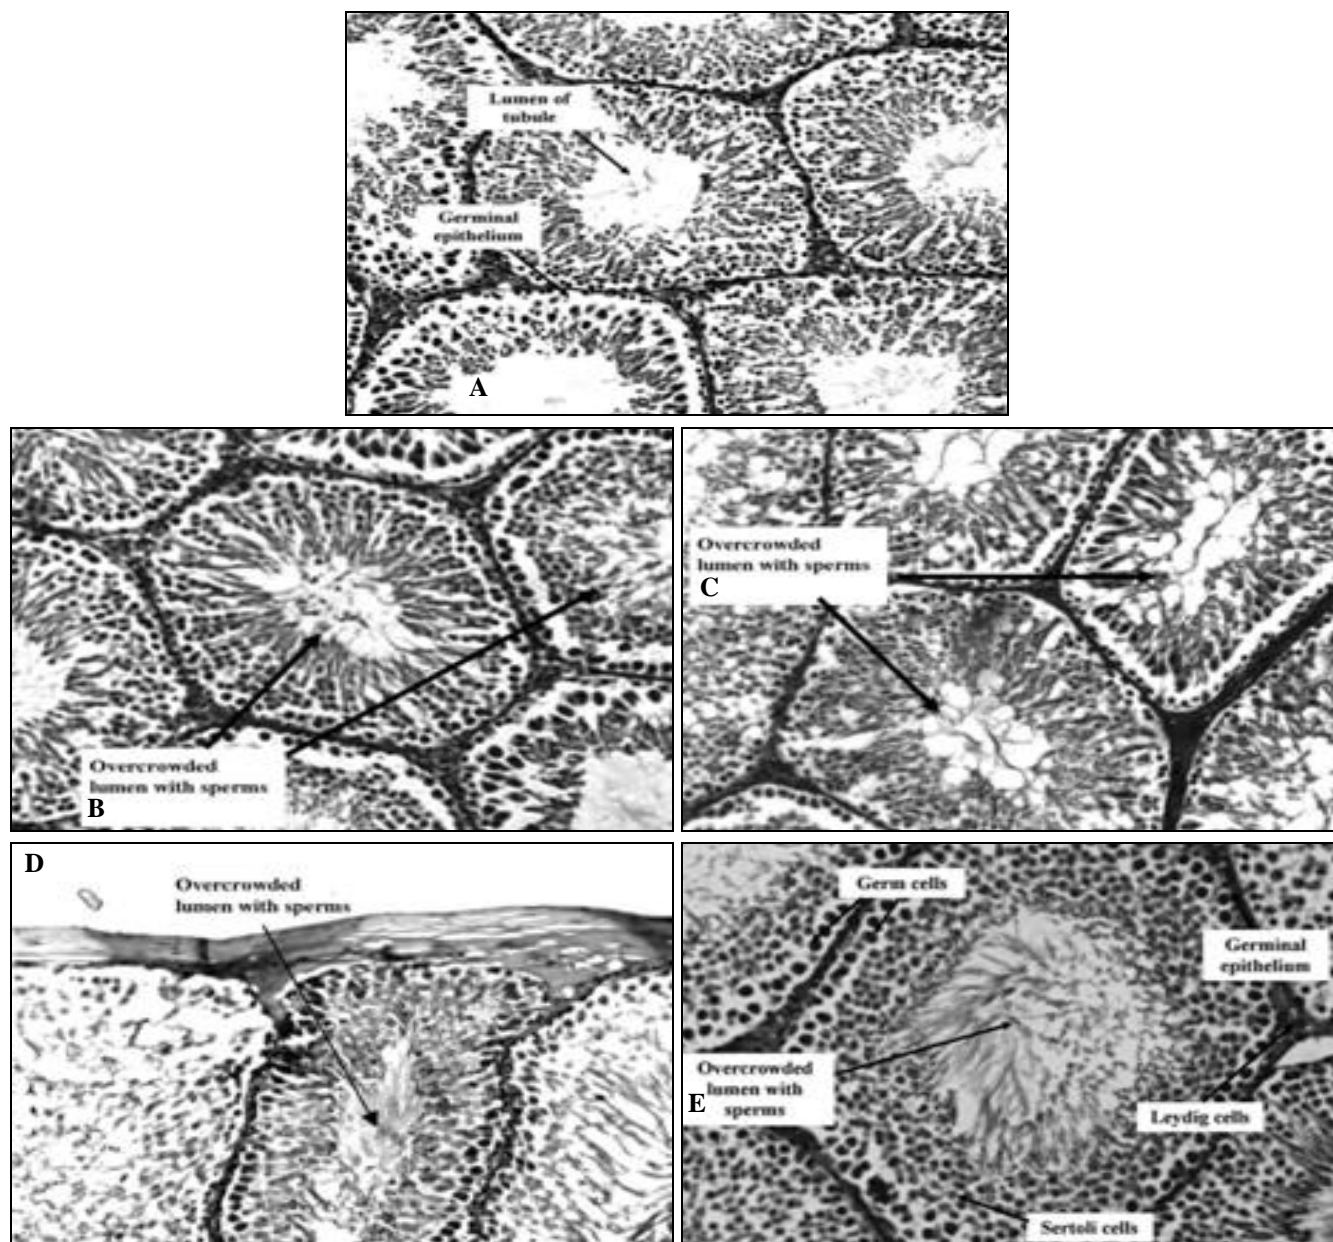 Lumen of
tubule
Germinal
epithelium
A
Overcrowded
lumen with sperms
B
Overcrowded
lumen with sperms
C
D
Overcrowded
lumen with sperms
Germ cells
Germinal
epithelium
Overcrowded
lumen with
sperms
E
Leydig cells
Sertoli cells